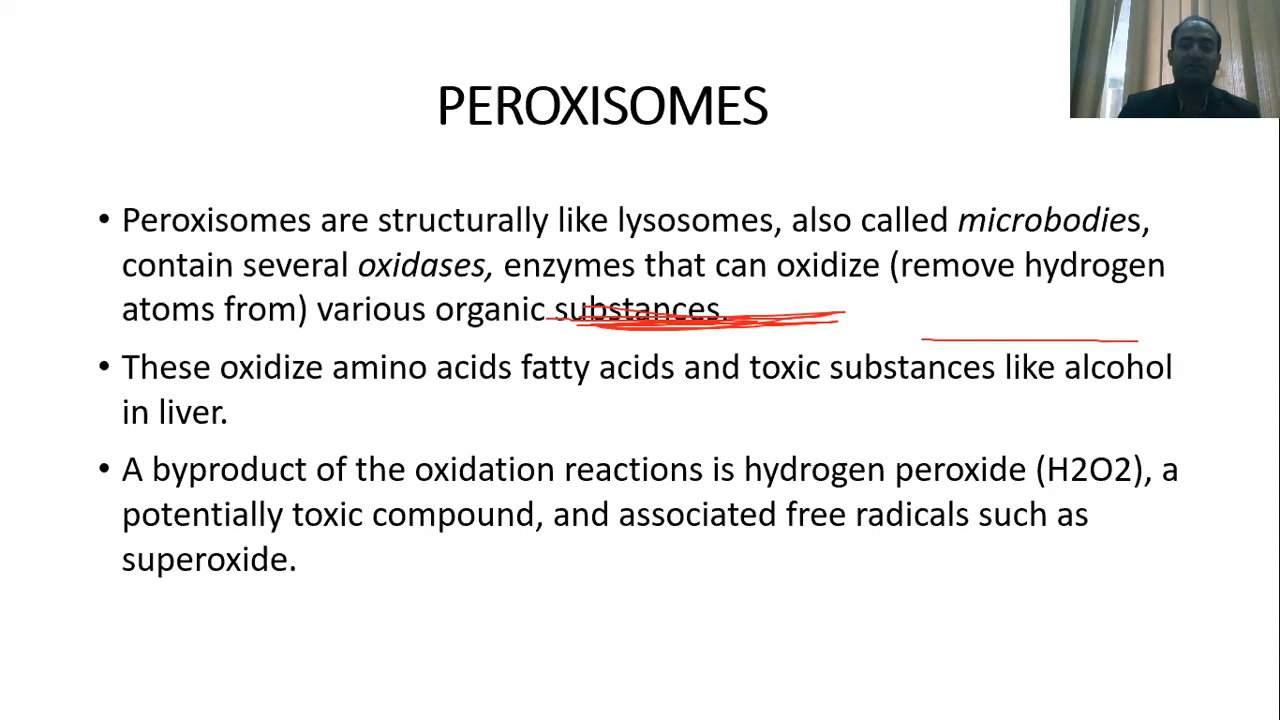 PEROXISOMES
• Peroxisomes are structurally like lysosomes, also called microbodies,
contain several oxidases, enzymes that can oxidize (remove hydrogen
atoms from) various organic substances.
• These oxidize amino acids fatty acids and toxic substances like alcohol
in liver.
• A byproduct of the oxidation reactions is hydrogen peroxide (H2O2), a
potentially toxic compound, and associated free radicals such as
superoxide.